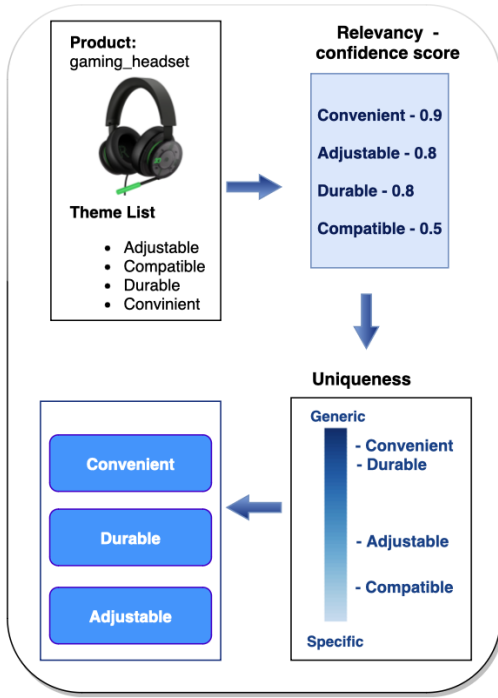 Product:
gaming_headset
Theme List
• Adjustable
• Compatible
• Durable
• Convinient
Relevancy -
confidence score
Convenient - 0.9
Adjustable - 0.8
Durable - 0.8
Compatible - 0.5
Uniqueness
Generic
- Convenient
- Durable
- Adjustable
- Compatible
Specific
Convenient
Durable
Adjustable